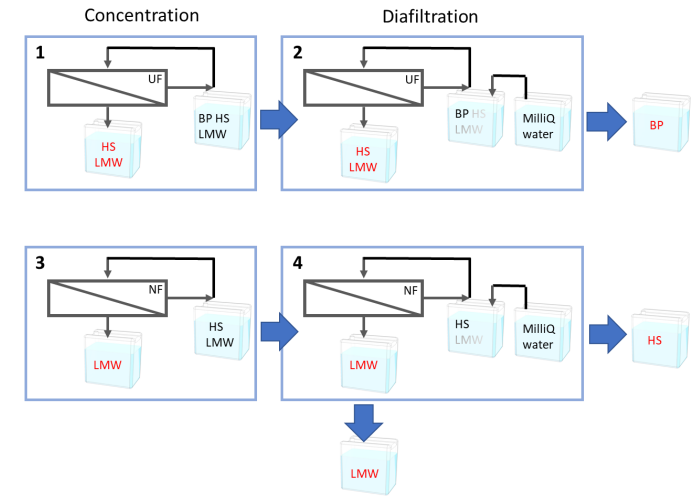 Concentration
Diafiltration
1
UF
BP HS
LMW
HS
LMW
2
UF
BP HS
LMW
MilliQ
water
HS
LMW
BP
3
NF
HS
LMW
LMW
4
NF
HS
LMW
MilliQ
water
LMW
HS
LMW